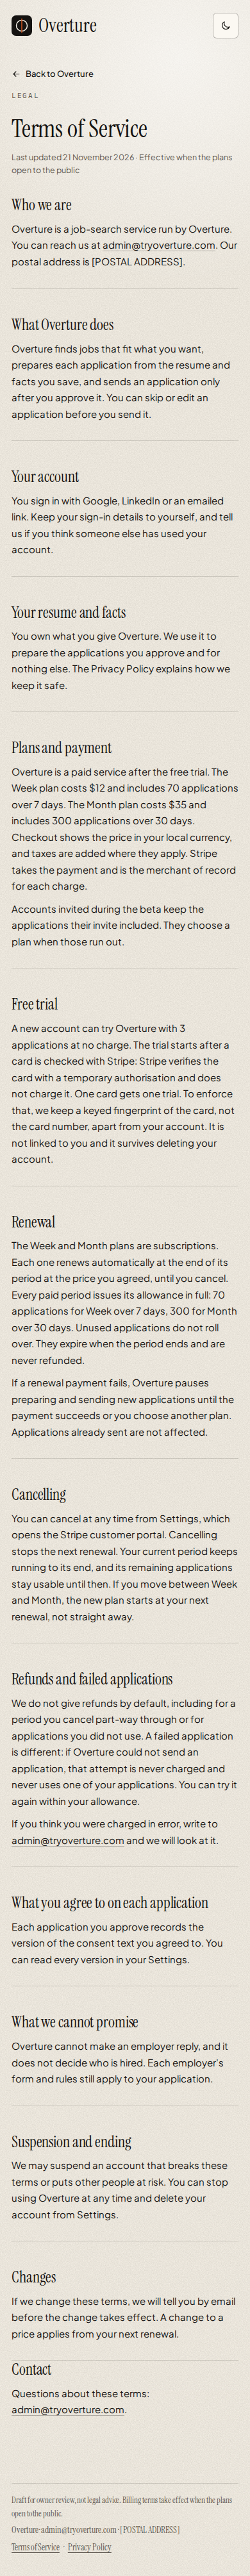 Overture
← Back to Overture
LEGAL
Terms of Service
Last updated 21 November 2026 · Effective when the plans
open to the public
Who we are
Overture is a job-search service run by Overture.
You can reach us at admin@tryoverture.com. Our
postal address is [POSTAL ADDRESS].
What Overture does
Overture finds jobs that fit what you want,
prepares each application from the resume and
facts you save, and sends an application only
after you approve it. You can skip or edit an
application before you send it.
Your account
You sign in with Google, LinkedIn or an emailed
link. Keep your sign-in details to yourself, and tell
us if you think someone else has used your
account.
Your resume and facts
You own what you give Overture. We use it to
prepare the applications you approve and for
nothing else. The Privacy Policy explains how we
keep it safe.
Plans and payment
Overture is a paid service after the free trial. The
Week plan costs $12 and includes 70 applications
over 7 days. The Month plan costs $35 and
includes 300 applications over 30 days.
Checkout shows the price in your local currency,
and taxes are added where they apply. Stripe
takes the payment and is the merchant of record
for each charge.
Accounts invited during the beta keep the
applications their invite included. They choose a
plan when those run out.
Free trial
A new account can try Overture with 3
applications at no charge. The trial starts after a
card is checked with Stripe: Stripe verifies the
card with a temporary authorisation and does
not charge it. One card gets one trial. To enforce
that, we keep a keyed fingerprint of the card, not
the card number, apart from your account. It is
not linked to you and it survives deleting your
account.
Renewal
The Week and Month plans are subscriptions.
Each one renews automatically at the end of its
period at the price you agreed, until you cancel.
Every paid period issues its allowance in full: 70
applications for Week over 7 days, 300 for Month
over 30 days. Unused applications do not roll
over. They expire when the period ends and are
never refunded.
If a renewal payment fails, Overture pauses
preparing and sending new applications until the
payment succeeds or you choose another plan.
Applications already sent are not affected.
Cancelling
You can cancel at any time from Settings, which
opens the Stripe customer portal. Cancelling
stops the next renewal. Your current period keeps
running to its end, and its remaining applications
stay usable until then. If you move between Week
and Month, the new plan starts at your next
renewal, not straight away.
Refunds and failed applications
We do not give refunds by default, including for a
period you cancel part-way through or for
applications you did not use. A failed application
is different: if Overture could not send an
application, that attempt is never charged and
never uses one of your applications. You can try it
again within your allowance.
If you think you were charged in error, write to
admin@tryoverture.com and we will look at it.
What you agree to on each application
Each application you approve records the
version of the consent text you agreed to. You
can read every version in your Settings.
What we cannot promise
Overture cannot make an employer reply, and it
does not decide who is hired. Each employer's
form and rules still apply to your application.
Suspension and ending
We may suspend an account that breaks these
terms or puts other people at risk. You can stop
using Overture at any time and delete your
account from Settings.
Changes
If we change these terms, we will tell you by email
before the change takes effect. A change to a
price applies from your next renewal.
Contact
Questions about these terms:
admin@tryoverture.com.
Draft for owner review, not legal advice. Billing terms take effect when the plans
open to the public.
Overture · admin@tryoverture.com · [POSTAL ADDRESS]
Terms of Service · Privacy Policy